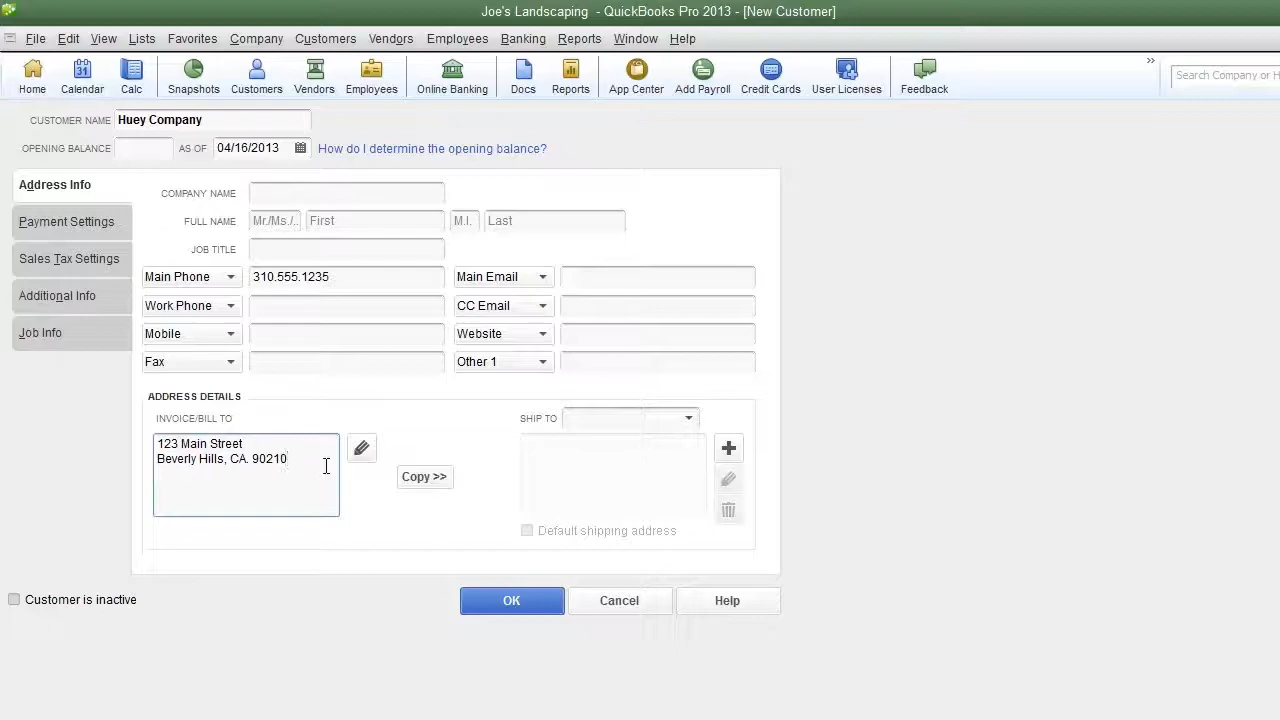 Joe's Landscaping - QuickBooks Pro 2013 - [New Customer]
File Edit View Lists Favorites Company Customers Vendors Employees Banking Reports Window Help
31
Home Calendar Calc Snapshots Customers Vendors Employees Online Banking Docs Reports App Center Add Payroll Credit Cards User Licenses Feedback
»
Search Company or H
CUSTOMER NAME Huey Company
OPENING BALANCE AS OF 04/16/2013 How do I determine the opening balance?
Address Info
Payment Settings
Sales Tax Settings
Additional Info
Job Info
COMPANY NAME
FULL NAME Mr./Ms./.. First M.I. Last
JOB TITLE
Main Phone 310.555.1235 Main Email
Work Phone CC Email
Mobile Website
Fax Other 1
ADDRESS DETAILS
INVOICE/BILL TO SHIP TO
123 Main Street
Beverly Hills, CA. 90210
Copy >>
Default shipping address
Customer is inactive
OK Cancel Help